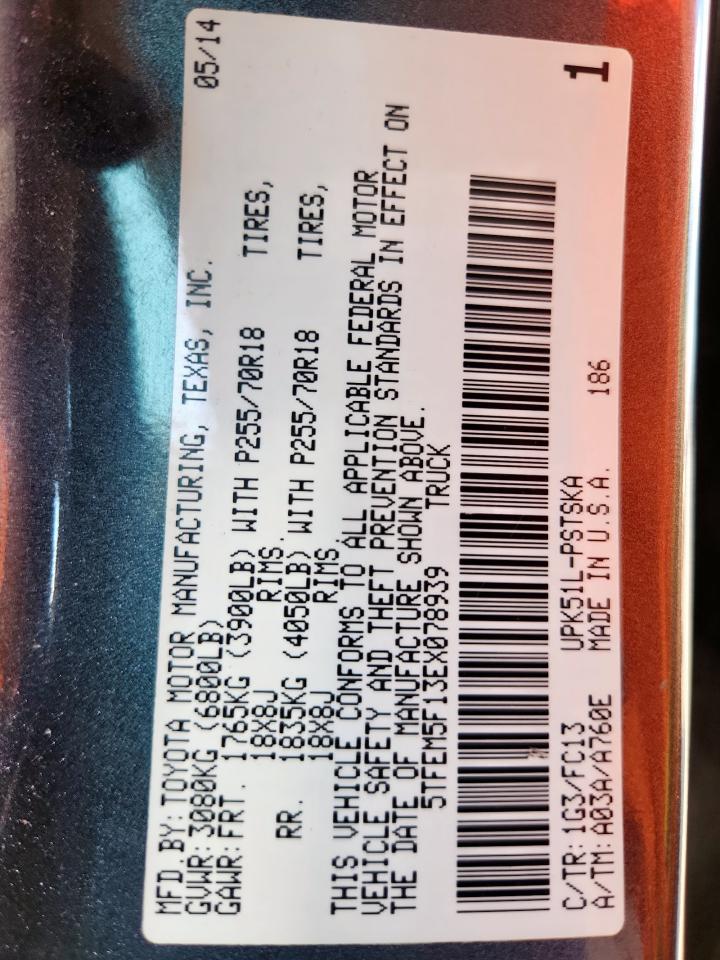 MFD.BY:TOYOTA MOTOR MANUFACTURING, TEXAS, INC. 05/14
GVWR:3080KG (6800LB)
GAWR:FRT. 1765KG (3900LB) WITH P255/70R18 TIRES,
18X8J RIMS.
RR. 1835KG (4050LB) WITH P255/70R18 TIRES,
18X8J RIMS
THIS VEHICLE CONFORMS TO ALL APPLICABLE FEDERAL MOTOR
VEHICLE SAFETY AND THEFT PREVENTION STANDARDS IN EFFECT ON
THE DATE OF MANUFACTURE SHOWN ABOVE.
5TFEM5F13EX078939 TRUCK
C/TR:1G3/FC13 UPK51L-PSTSKA
A/TM:A03A/A760E MADE IN U.S.A. 186
1